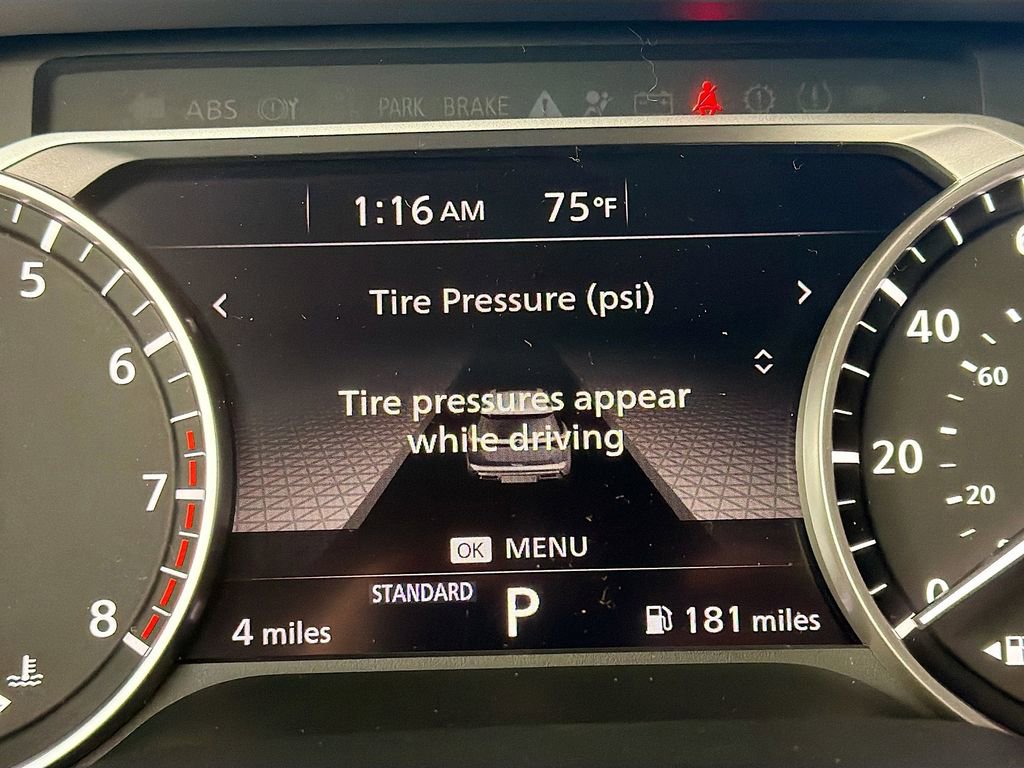 ABS PARK BRAKE
1:16 AM 75°F
Tire Pressure (psi)
Tire pressures appear
while driving
OK MENU
STANDARD
P
4 miles
181 miles
5
6
7
8
40
60
20
20
0